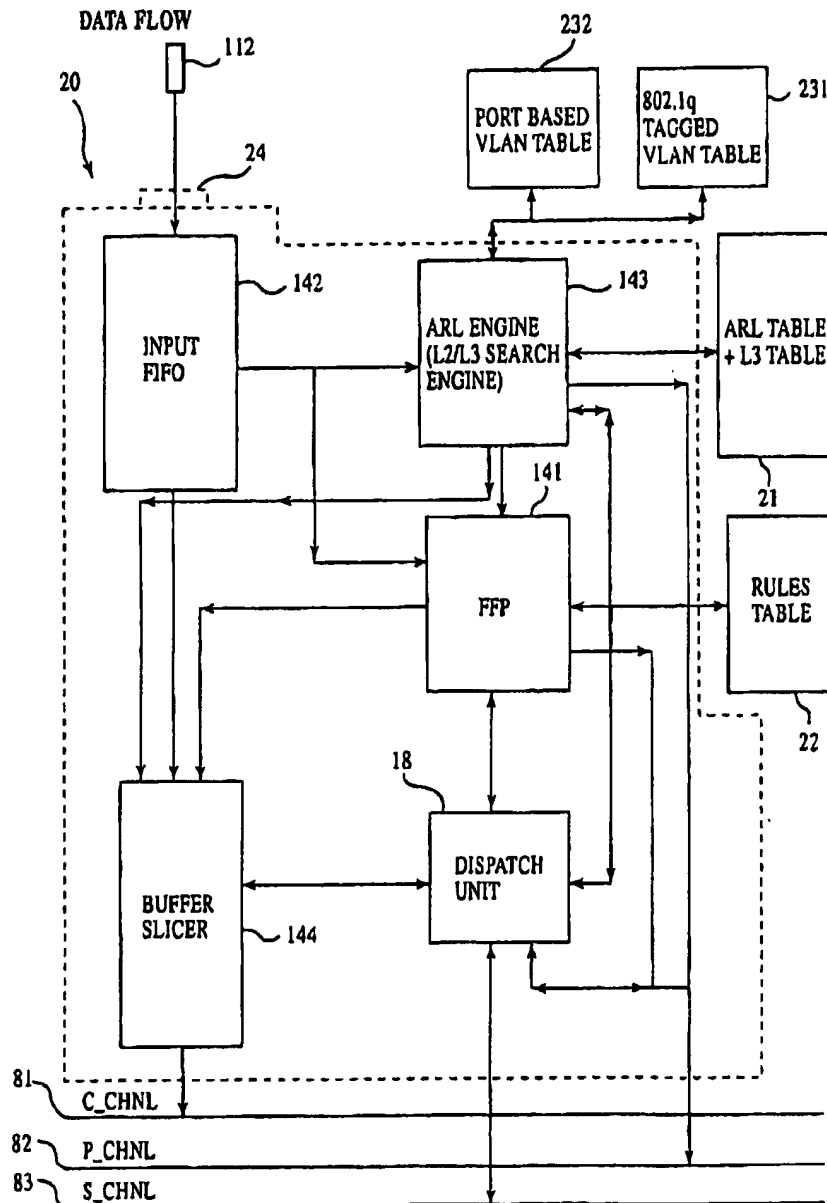 DATA FLOW
112
20
24
232
231
PORT BASED
VLAN TABLE
802.1q
TAGGED
VLAN TABLE
142
143
INPUT
FIFO
ARL ENGINE
(L2/L3 SEARCH
ENGINE)
ARL TABLE
+ L3 TABLE
21
141
FFP
RULES
TABLE
22
18
DISPATCH
UNIT
BUFFER
SLICER
144
81
C_CHNL
82
P_CHNL
83
S_CHNL